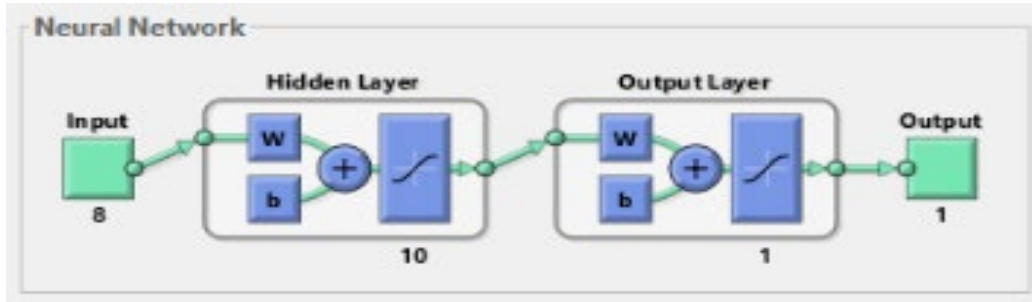 Neural Network
Hidden Layer
Output Layer
Input
Output
W
b
+
W
b
+
8
10
1
1